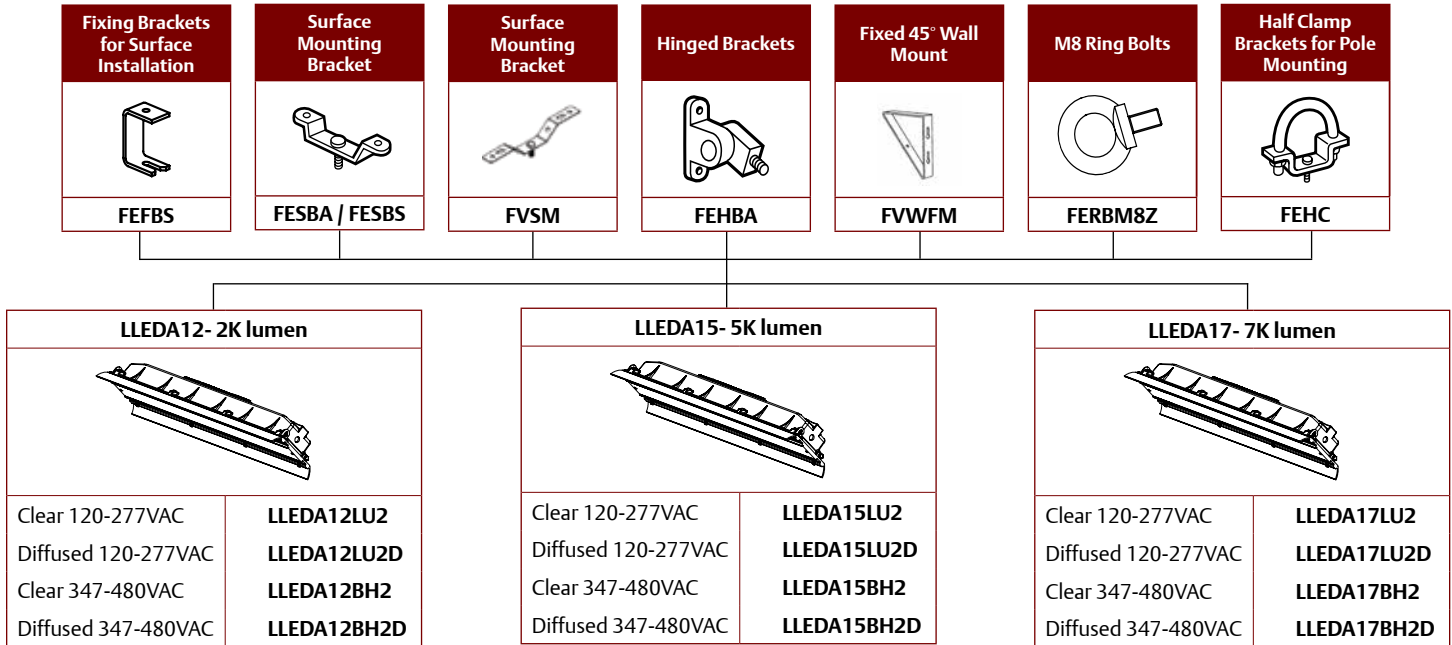 Fixing Brackets
for Surface
Installation
FEFBS
Surface
Mounting
Bracket
FESBA / FESBS
Surface
Mounting
Bracket
FVSM
Hinged Brackets
FEHBA
Fixed 45° Wall
Mount
FVWFM
M8 Ring Bolts
FERBM8Z
Half Clamp
Brackets for Pole
Mounting
FEHC
LLEDA12- 2K lumen
Clear 120-277VAC LLEDA12LU2
Diffused 120-277VAC LLEDA12LU2D
Clear 347-480VAC LLEDA12BH2
Diffused 347-480VAC LLEDA12BH2D
LLEDA15- 5K lumen
Clear 120-277VAC LLEDA15LU2
Diffused 120-277VAC LLEDA15LU2D
Clear 347-480VAC LLEDA15BH2
Diffused 347-480VAC LLEDA15BH2D
LLEDA17- 7K lumen
Clear 120-277VAC LLEDA17LU2
Diffused 120-277VAC LLEDA17LU2D
Clear 347-480VAC LLEDA17BH2
Diffused 347-480VAC LLEDA17BH2D